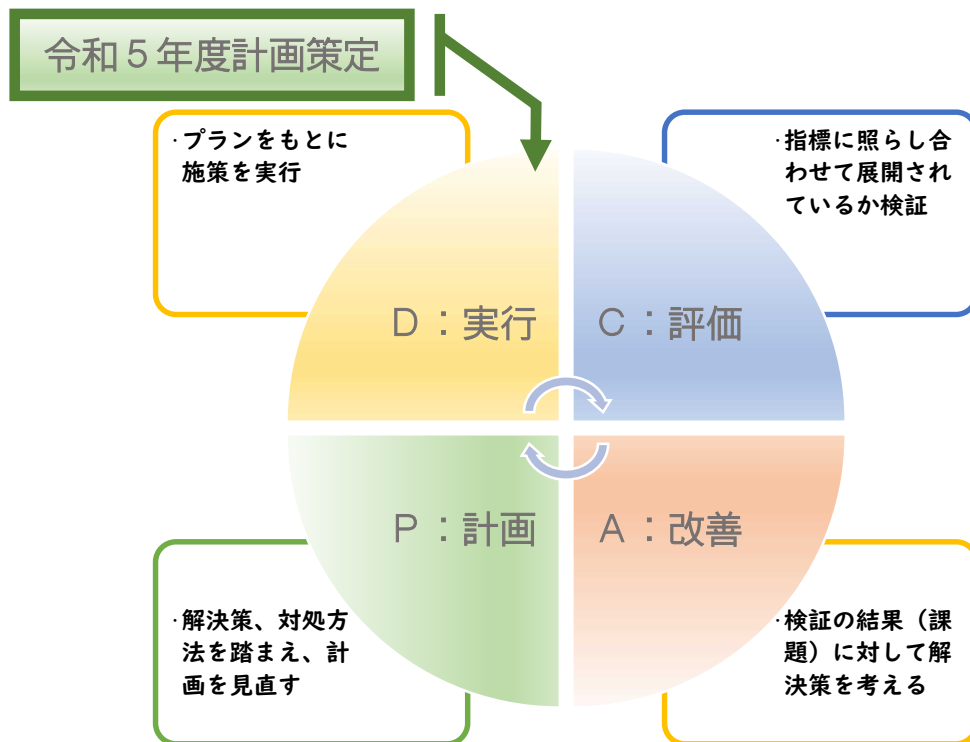 令和５年度計画策定
・プランをもとに
施策を実行
・指標に照らし合
わせて展開され
ているか検証
Ｄ：実行
Ｃ：評価
Ｐ：計画
Ａ：改善
・解決策、対処方
法を踏まえ、計
画を見直す
・検証の結果（課
題）に対して解
決策を考える